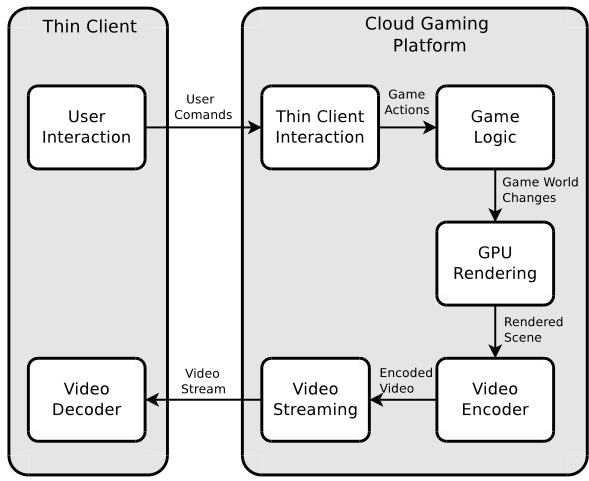 Thin Client
Cloud Gaming
Platform
User
Interaction
User
Comands
Thin Client
Interaction
Game
Actions
Game
Logic
Game World
Changes
GPU
Rendering
Rendered
Scene
Video
Decoder
Video
Stream
Video
Streaming
Encoded
Video
Video
Encoder